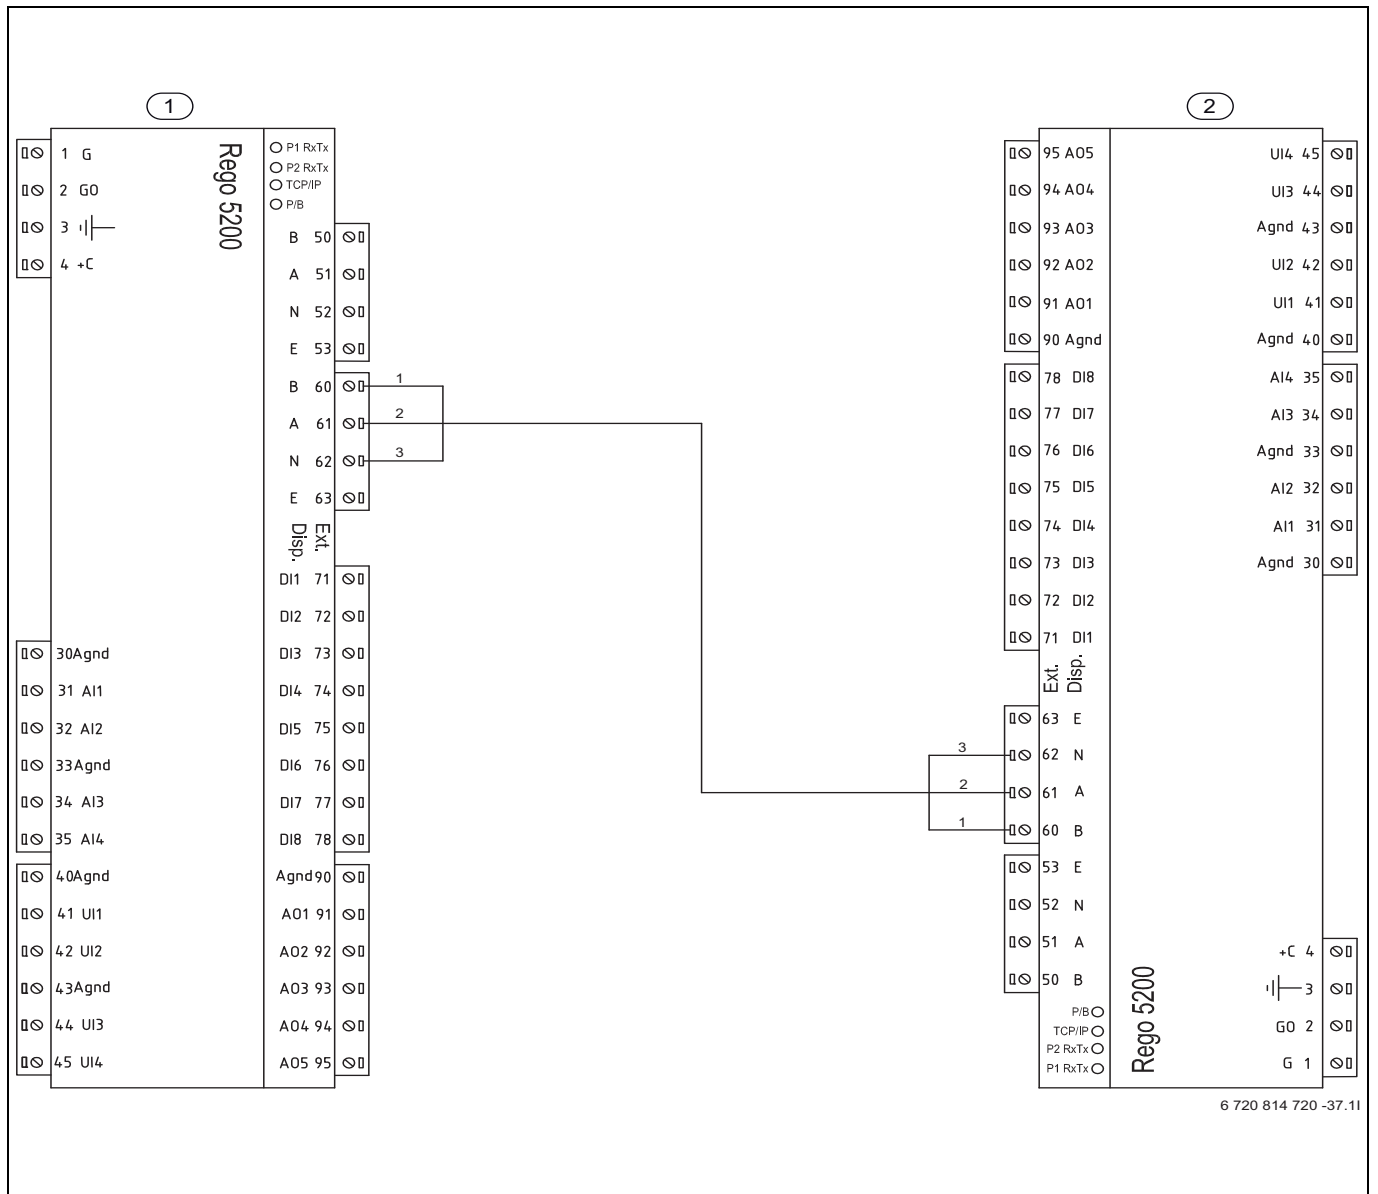 1
1 G
2 GO
3
4 +C
Rego 5200
P1 RxTx
P2 RxTx
TCP/IP
P/B
B 50
A 51
N 52
E 53
B 60
A 61
N 62
E 63
1
2
3
Ext.
Disp.
DI1 71
DI2 72
DI3 73
DI4 74
DI5 75
DI6 76
DI7 77
DI8 78
30Agnd
31 AI1
32 AI2
33Agnd
34 AI3
35 AI4
40Agnd
41 UI1
42 UI2
43Agnd
44 UI3
45 UI4
Agnd90
AO1 91
AO2 92
AO3 93
AO4 94
AO5 95
2
95 AO5
94 AO4
93 AO3
92 AO2
91 AO1
90 Agnd
78 DI8
77 DI7
76 DI6
75 DI5
74 DI4
73 DI3
72 DI2
71 DI1
Ext.
Disp.
3
2
1
63 E
62 N
61 A
60 B
53 E
52 N
51 A
50 B
P/B
TCP/IP
P2 RxTx
P1 RxTx
Rego 5200
UI4 45
UI3 44
Agnd 43
UI2 42
UI1 41
Agnd 40
AI4 35
AI3 34
Agnd 33
AI2 32
AI1 31
Agnd 30
+C 4
3
GO 2
G 1
6 720 814 720 -37.1I